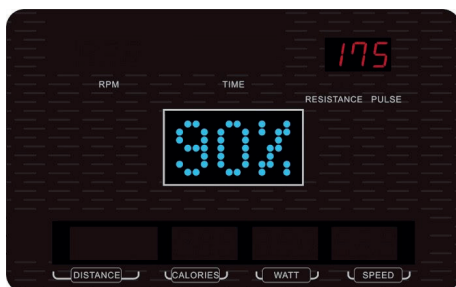 175
RPM TIME
RESISTANCE PULSE
90%
DISTANCE CALORIES WATT SPEED